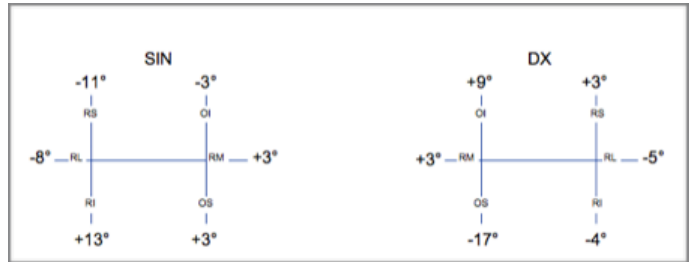 SIN DX
-11° -3° +9° +3°
RS OI OI RS
-8° RL RM +3° +3° RM RL -5°
RI OS OS RI
+13° +3° -17° -4°